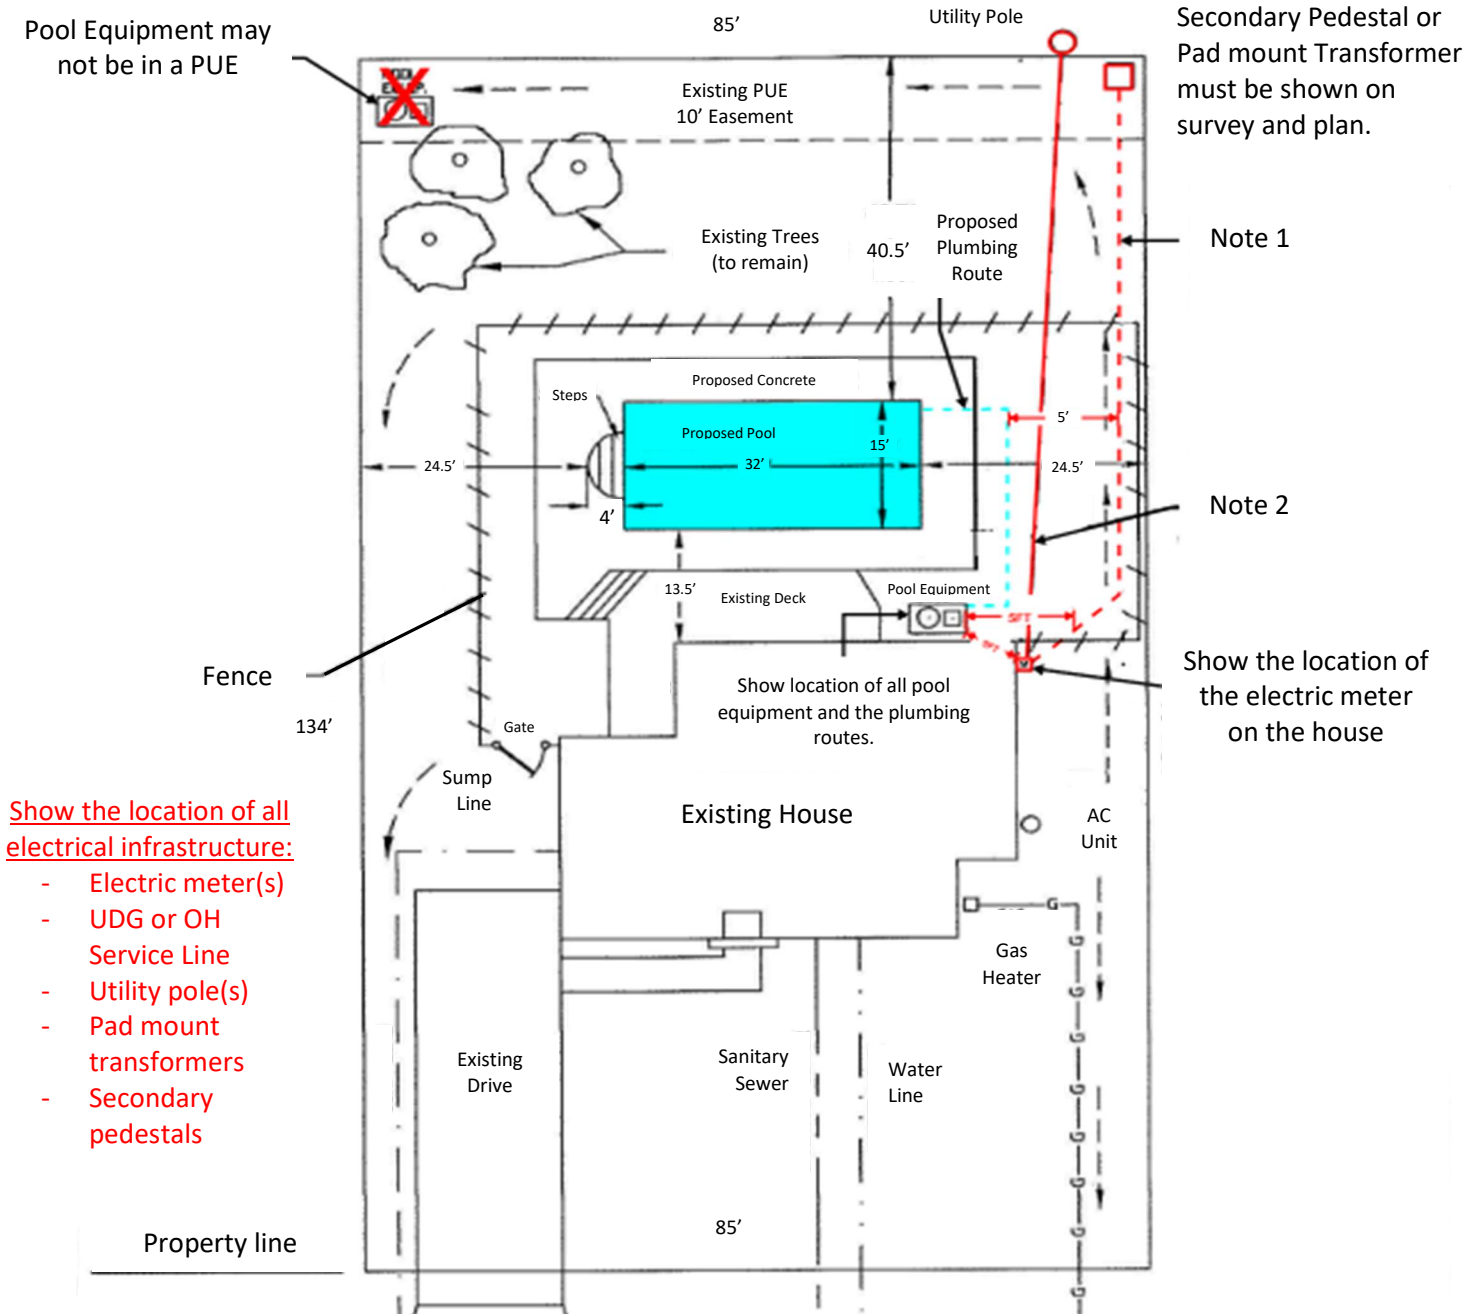 Pool Equipment may
not be in a PUE
85’
Utility Pole
Secondary Pedestal or
Pad mount Transformer
must be shown on
survey and plan.
Existing PUE
10’ Easement
Existing Trees
(to remain)
40.5’
Proposed
Plumbing
Route
Note 1
Proposed Concrete
Steps
Proposed Pool
15’
5’
24.5’
32’
24.5’
4’
Note 2
13.5’
Existing Deck
Pool Equipment
5FT
5FT
Fence
Show location of all pool
equipment and the plumbing
routes.
Show the location of
the electric meter
on the house
134’
Gate
Sump
Line
Existing House
AC
Unit
Show the location of all
electrical infrastructure:
- Electric meter(s)
- UDG or OH
Service Line
- Utility pole(s)
- Pad mount
transformers
- Secondary
pedestals
G
Gas
Heater
G
G
G
G
Existing
Drive
Sanitary
Sewer
Water
Line
G
G
G
G
G
85’
Property line
G